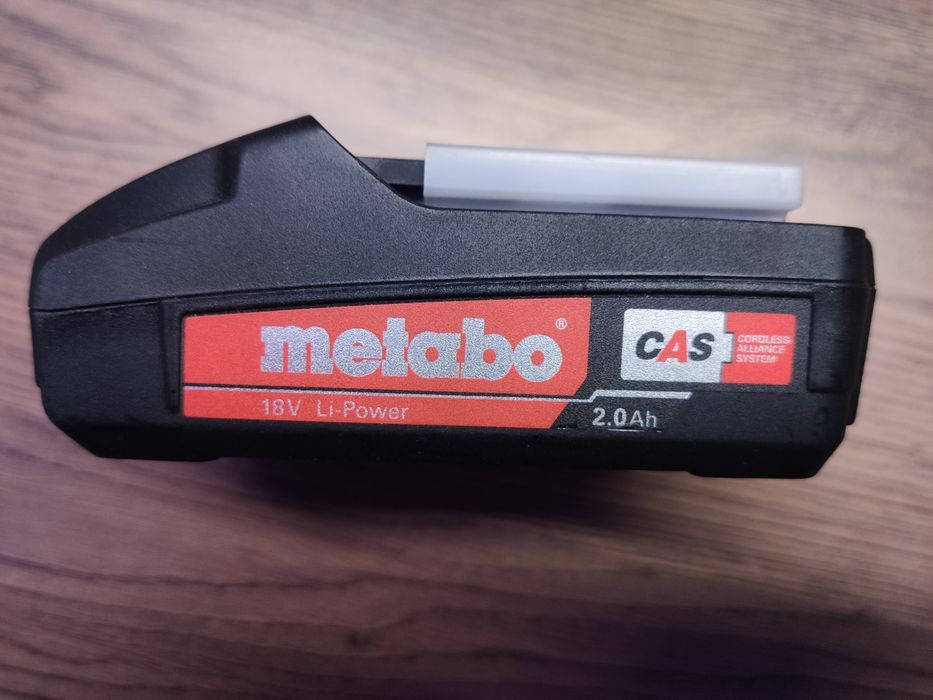 metabo®
18V Li-Power
2.0Ah
CAS
CORDLESS
ALLIANCE
SYSTEM